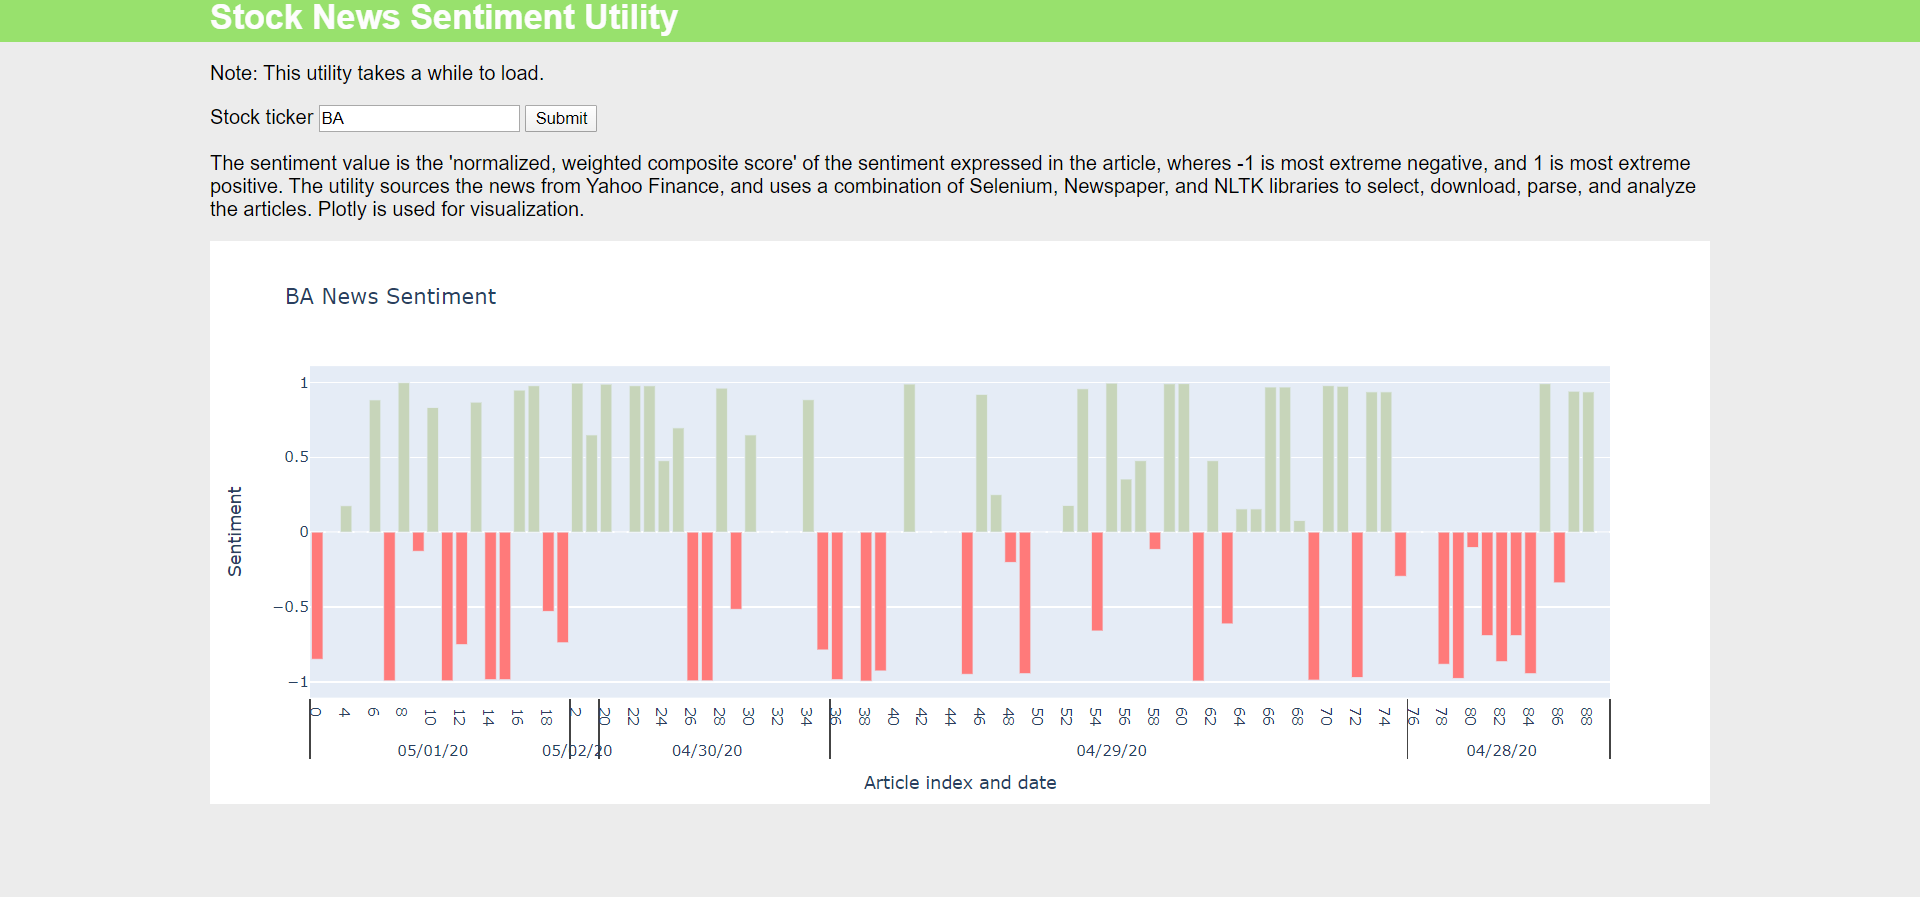 Stock News Sentiment Utility
Note: This utility takes a while to load.
Stock ticker BA Submit
The sentiment value is the 'normalized, weighted composite score' of the sentiment expressed in the article, wheres -1 is most extreme negative, and 1 is most extreme
positive. The utility sources the news from Yahoo Finance, and uses a combination of Selenium, Newspaper, and NLTK libraries to select, download, parse, and analyze
the articles. Plotly is used for visualization.
BA News Sentiment
1
0.5
0
−0.5
−1
Sentiment
0 4 6 8 10 12 14 16 18 2 20 22 24 26 28 30 32 34 36 38 40 42 44 46 48 50 52 54 56 58 60 62 64 66 68 70 72 74 76 78 80 82 84 86 88
05/01/20 05/02/20 04/30/20 04/29/20 04/28/20
Article index and date